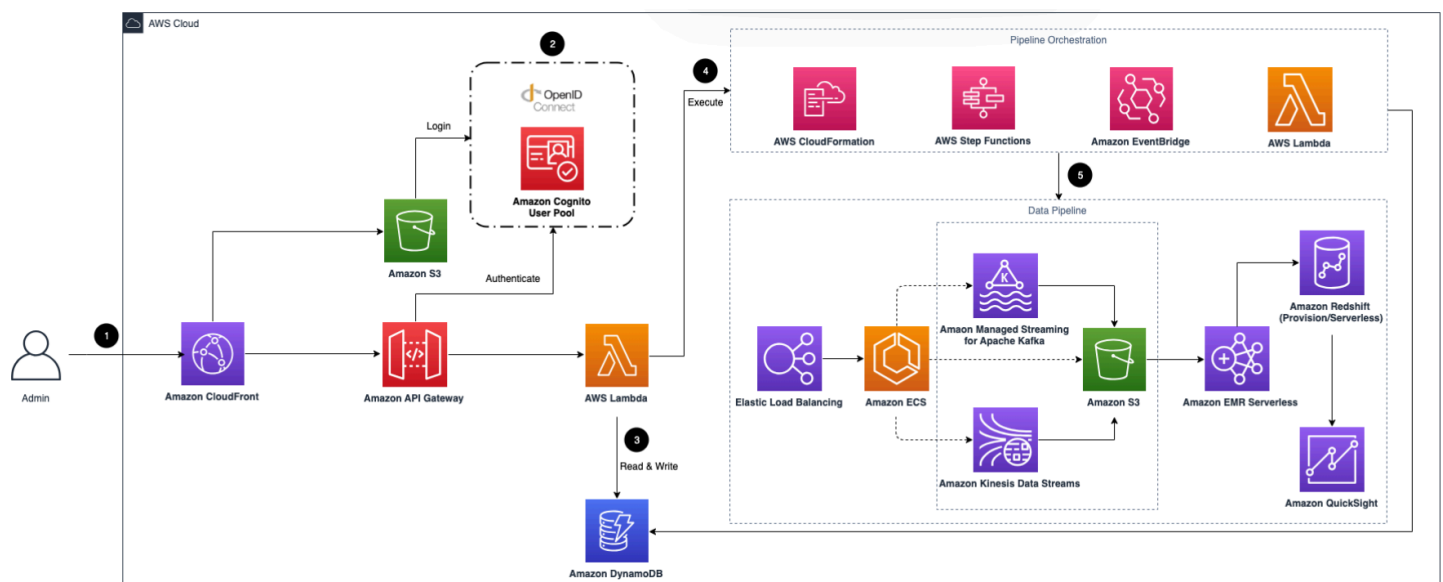 AWS Cloud
2
OpenID
Connect
Login
Amazon Cognito
User Pool
Amazon S3
Authenticate
1
Admin
Amazon CloudFront
Amazon API Gateway
AWS Lambda
3
Read & Write
Amazon DynamoDB
4
Execute
Pipeline Orchestration
AWS CloudFormation
AWS Step Functions
Amazon EventBridge
AWS Lambda
5
Data Pipeline
Elastic Load Balancing
Amazon ECS
K
Amaon Managed Streaming
for Apache Kafka
Amazon Kinesis Data Streams
Amazon S3
Amazon EMR Serverless
Amazon Redshift
(Provision/Serverless)
Amazon QuickSight